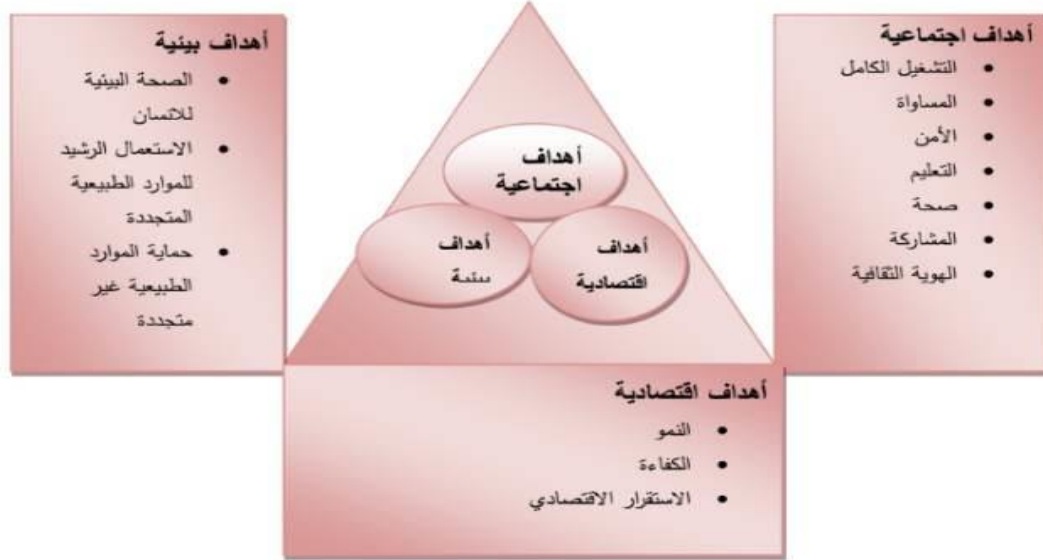 أهداف اجتماعية
التشغيل الكامل
المساواة
الأمن
التعليم
صحة
المشاركة
الهوية الثقافية
أهداف
اجتماعية
أهداف
اقتصادية
أهداف
بيئية
أهداف بيئية
الصحة البيئية
للانسان
الاستعمال الرشيد
للموارد الطبيعية
المتجددة
حماية الموارد
الطبيعية غير
متجددة
أهداف اقتصادية
النمو
الكفاءة
الاستقرار الاقتصادي